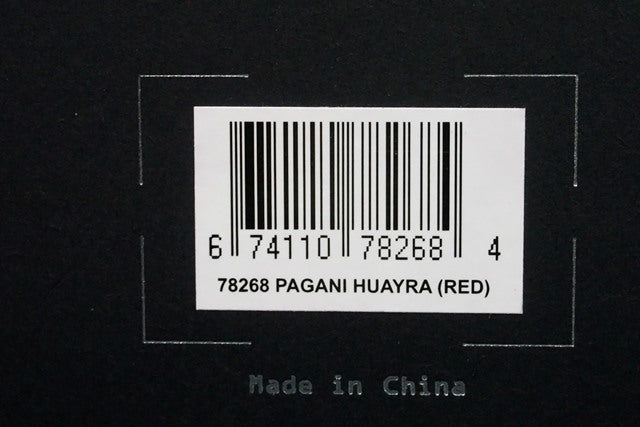 6 74110 78268 4
78268 PAGANI HUAYRA (RED)
Made in China